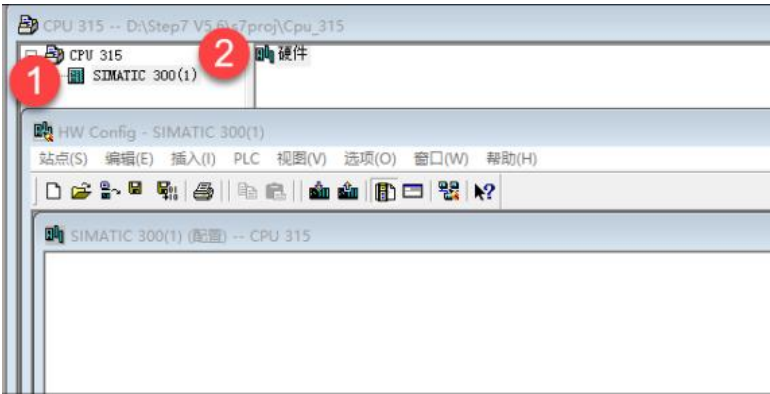 CPU 315 -- D:\Step7 V5.6\s7proj\Cpu_315
CPU 315
2
硬件
1
SIMATIC 300(1)
HW Config - SIMATIC 300(1)
站点(S) 编辑(E) 插入(I) PLC 视图(V) 选项(O) 窗口(W) 帮助(H)
SIMATIC 300(1) (配置) -- CPU 315